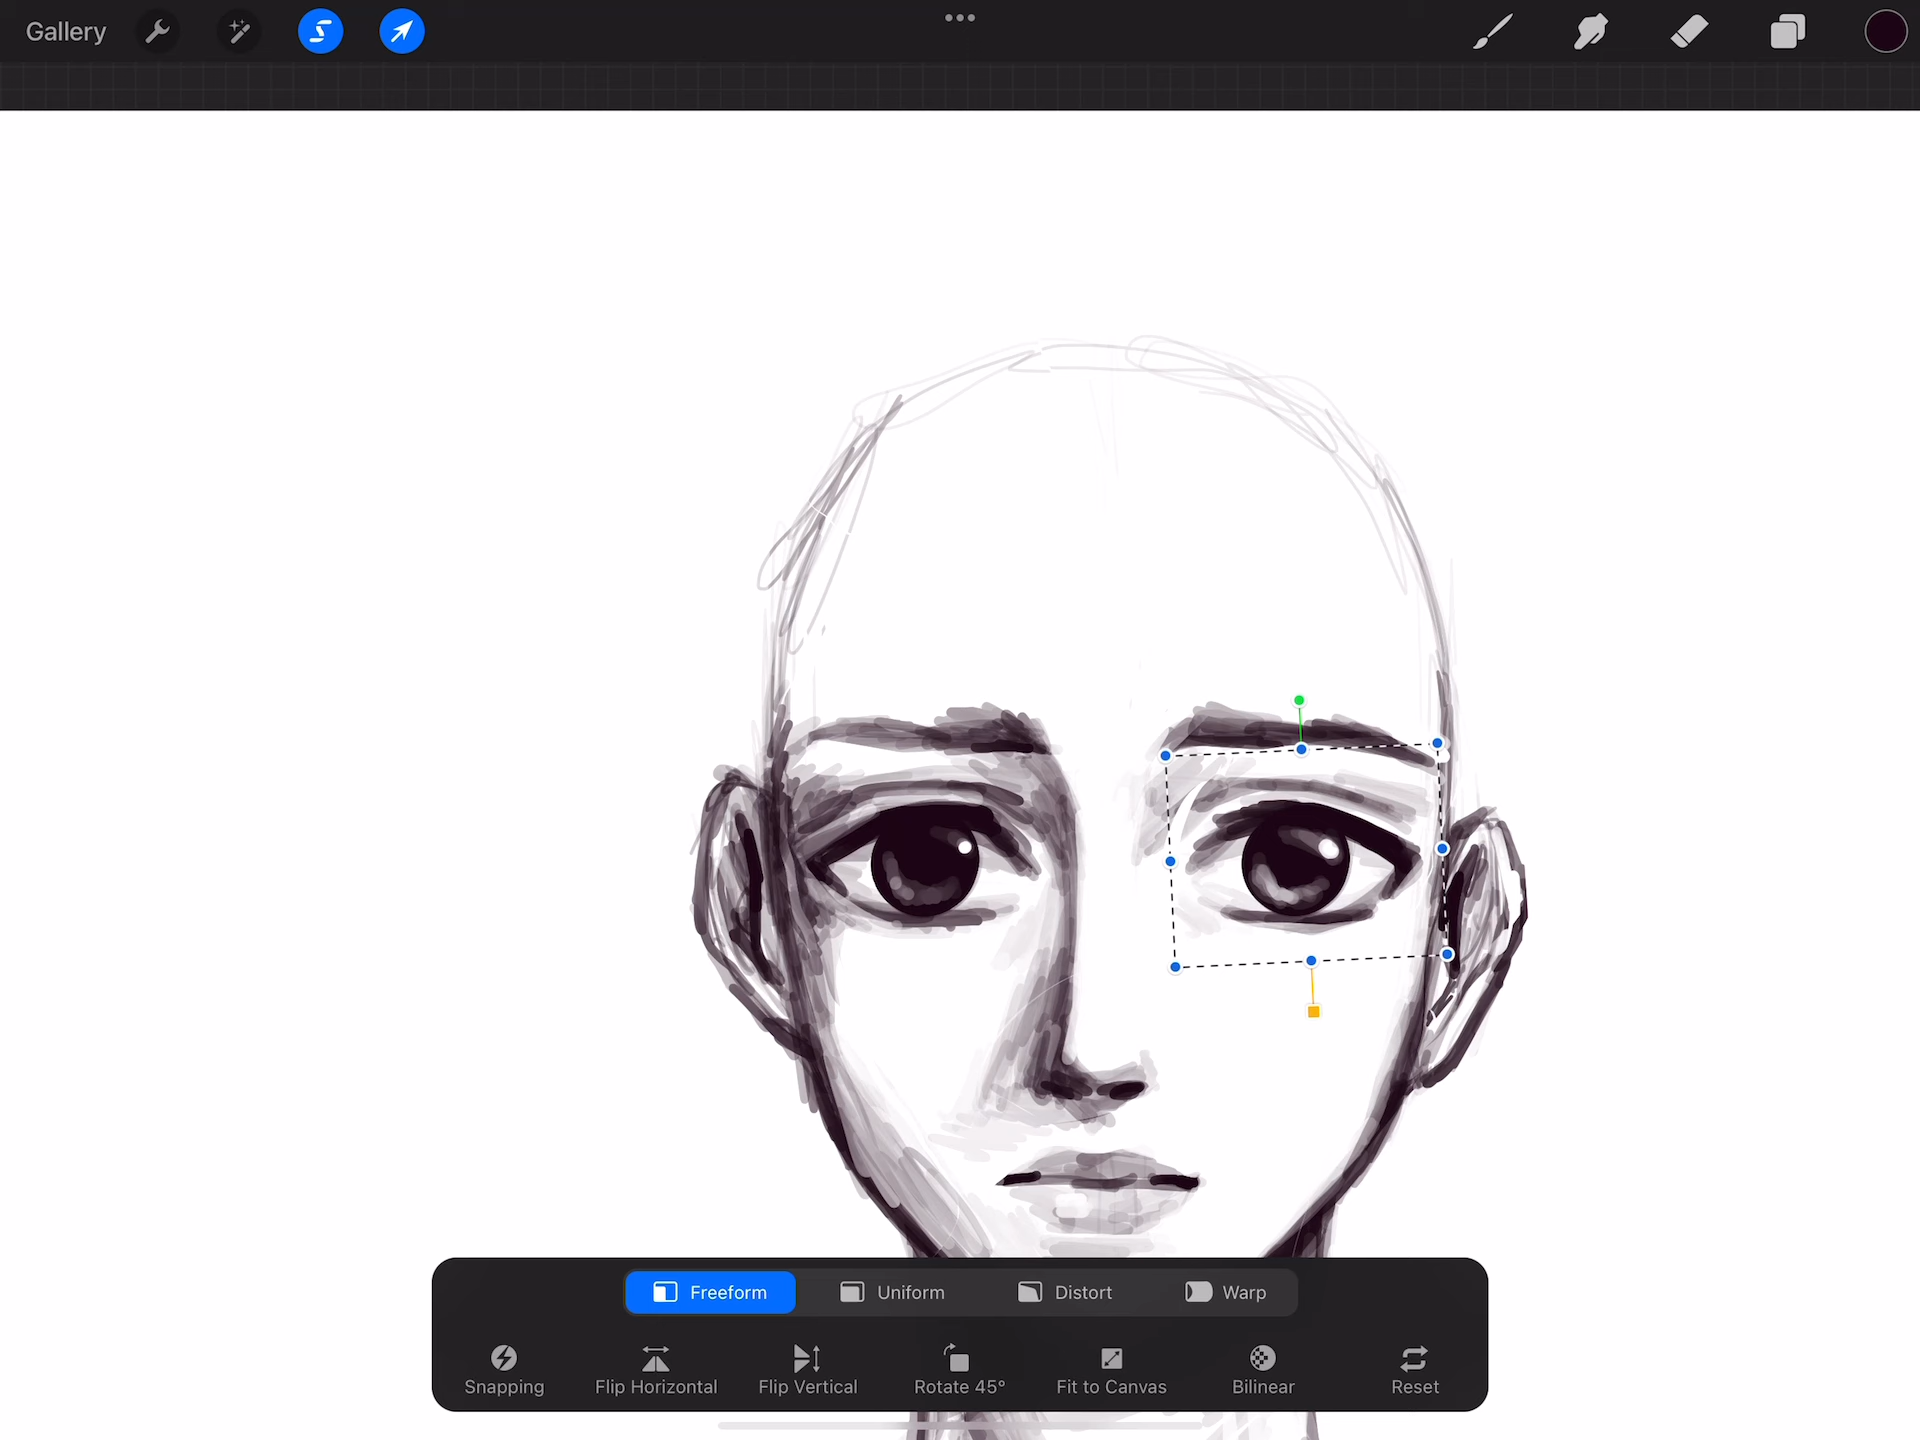 Gallery
Freeform Uniform Distort Warp
Snapping Flip Horizontal Flip Vertical Rotate 45° Fit to Canvas Bilinear Reset